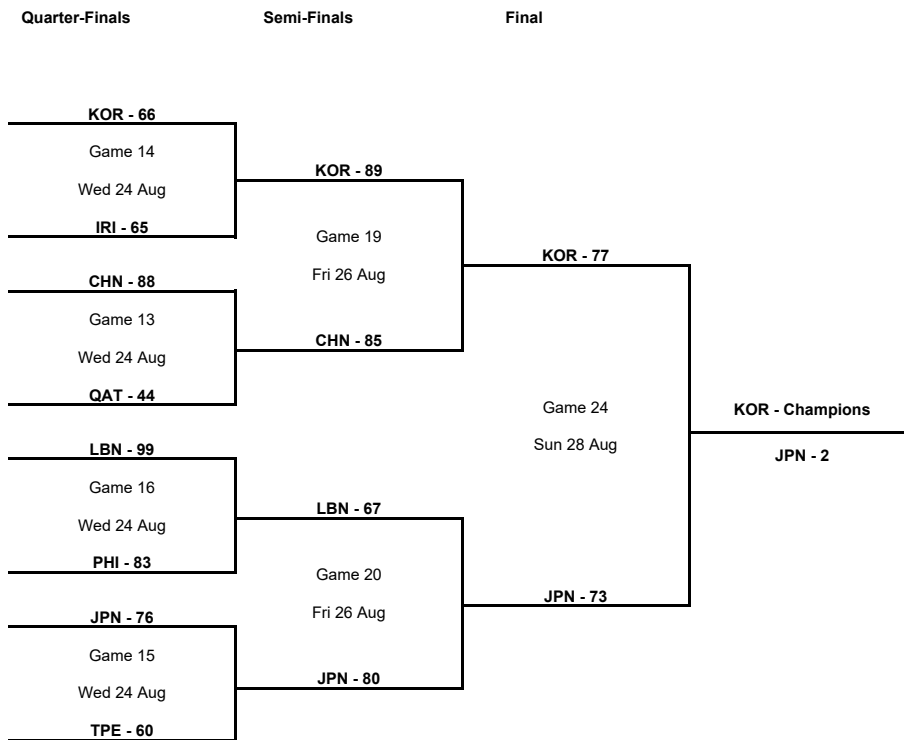 Quarter-Finals Semi-Finals Final
KOR - 66
Game 14
Wed 24 Aug
IRI - 65
CHN - 88
Game 13
Wed 24 Aug
QAT - 44
LBN - 99
Game 16
Wed 24 Aug
PHI - 83
JPN - 76
Game 15
Wed 24 Aug
TPE - 60
KOR - 89
Game 19
Fri 26 Aug
CHN - 85
LBN - 67
Game 20
Fri 26 Aug
JPN - 80
KOR - 77
Game 24
Sun 28 Aug
JPN - 73
KOR - Champions
JPN - 2